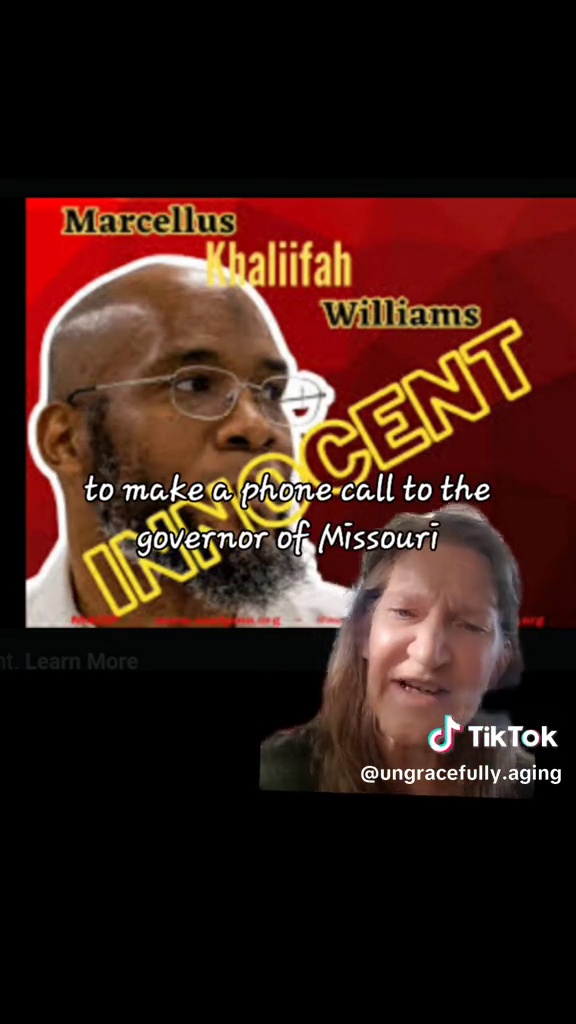 Marcellus
Khaliifah
Williams
INNOCENT
to make a phone call to the
governor of Missouri
nt. Learn More
TikTok
@ungracefully.aging